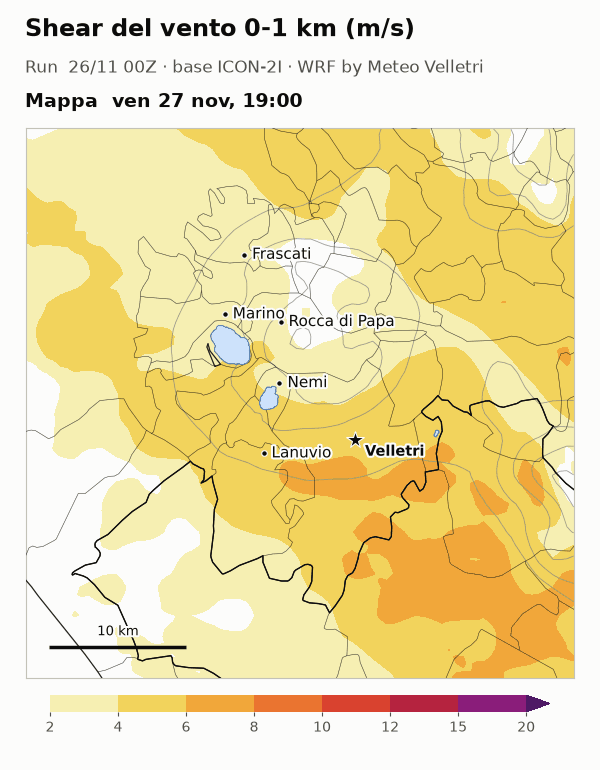 Shear del vento 0-1 km (m/s)
Run 26/11 00Z · base ICON-2I · WRF by Meteo Velletri
Mappa ven 27 nov, 19:00
Frascati
Marino
Rocca di Papa
Nemi
Velletri
Lanuvio
10 km
2 4 6 8 10 12 15 20